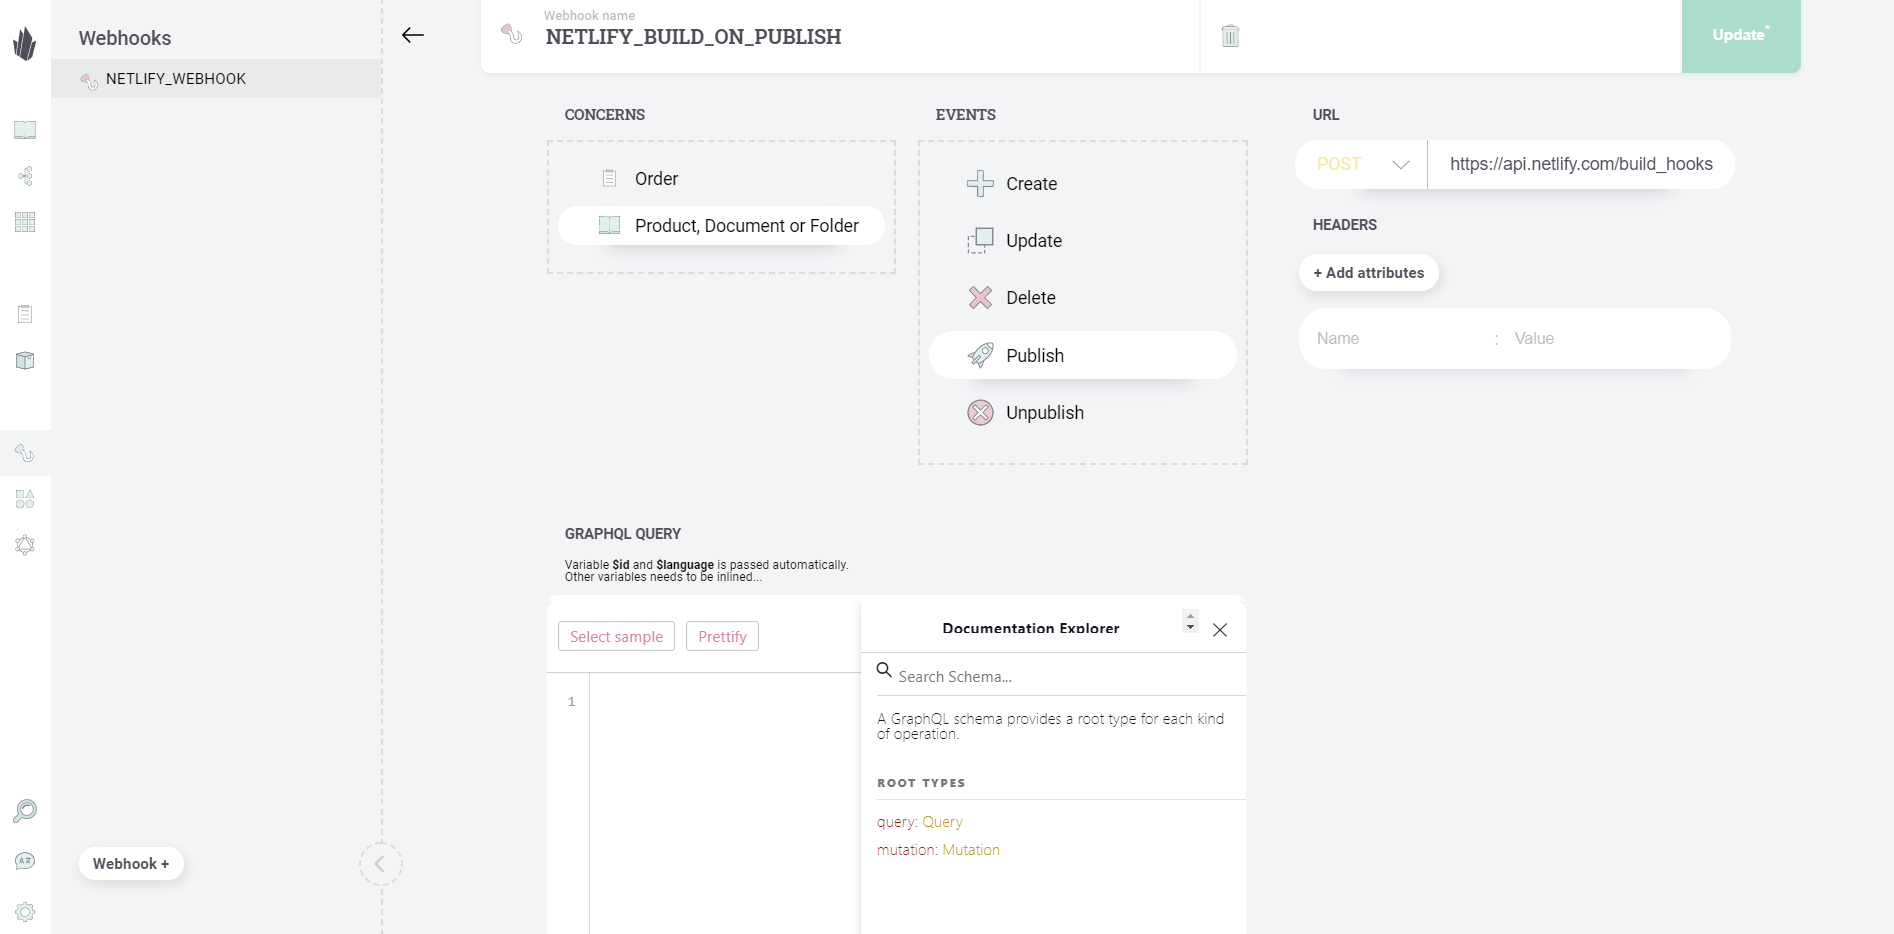 Webhooks
NETLIFY_WEBHOOK
Webhook +
Webhook name
NETLIFY_BUILD_ON_PUBLISH
Update*
CONCERNS
Order
Product, Document or Folder
EVENTS
Create
Update
Delete
Publish
Unpublish
URL
POST
https://api.netlify.com/build_hooks
HEADERS
+ Add attributes
Name : Value
GRAPHQL QUERY
Variable $id and $language is passed automatically.
Other variables needs to be inlined...
Select sample
Prettify
1
Documentation Explorer
Search Schema...
A GraphQL schema provides a root type for each kind
of operation.
ROOT TYPES
query: Query
mutation: Mutation